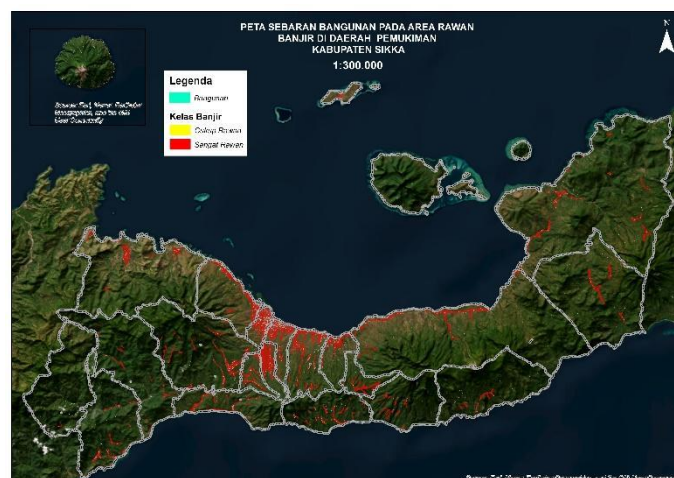 PETA SEBARAN BANGUNAN PADA AREA RAWAN
BANJIR DI DAERAH PEMUKIMAN
KABUPATEN SIKKA
1:300.000
N
Legenda
Bangunan
Kelas Banjir
Cukup Rawan
Sangat Rawan